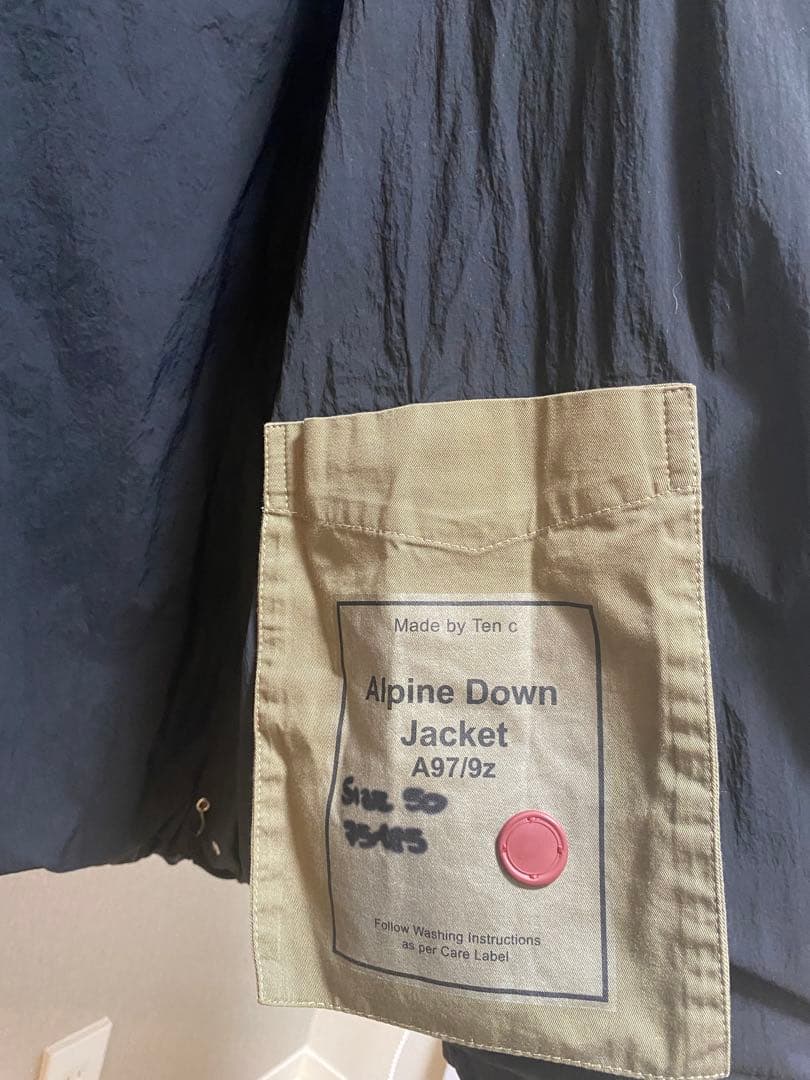 Made by Ten c
Alpine Down
Jacket
A97/9z
Size 50
Follow Washing Instructions
as per Care Label